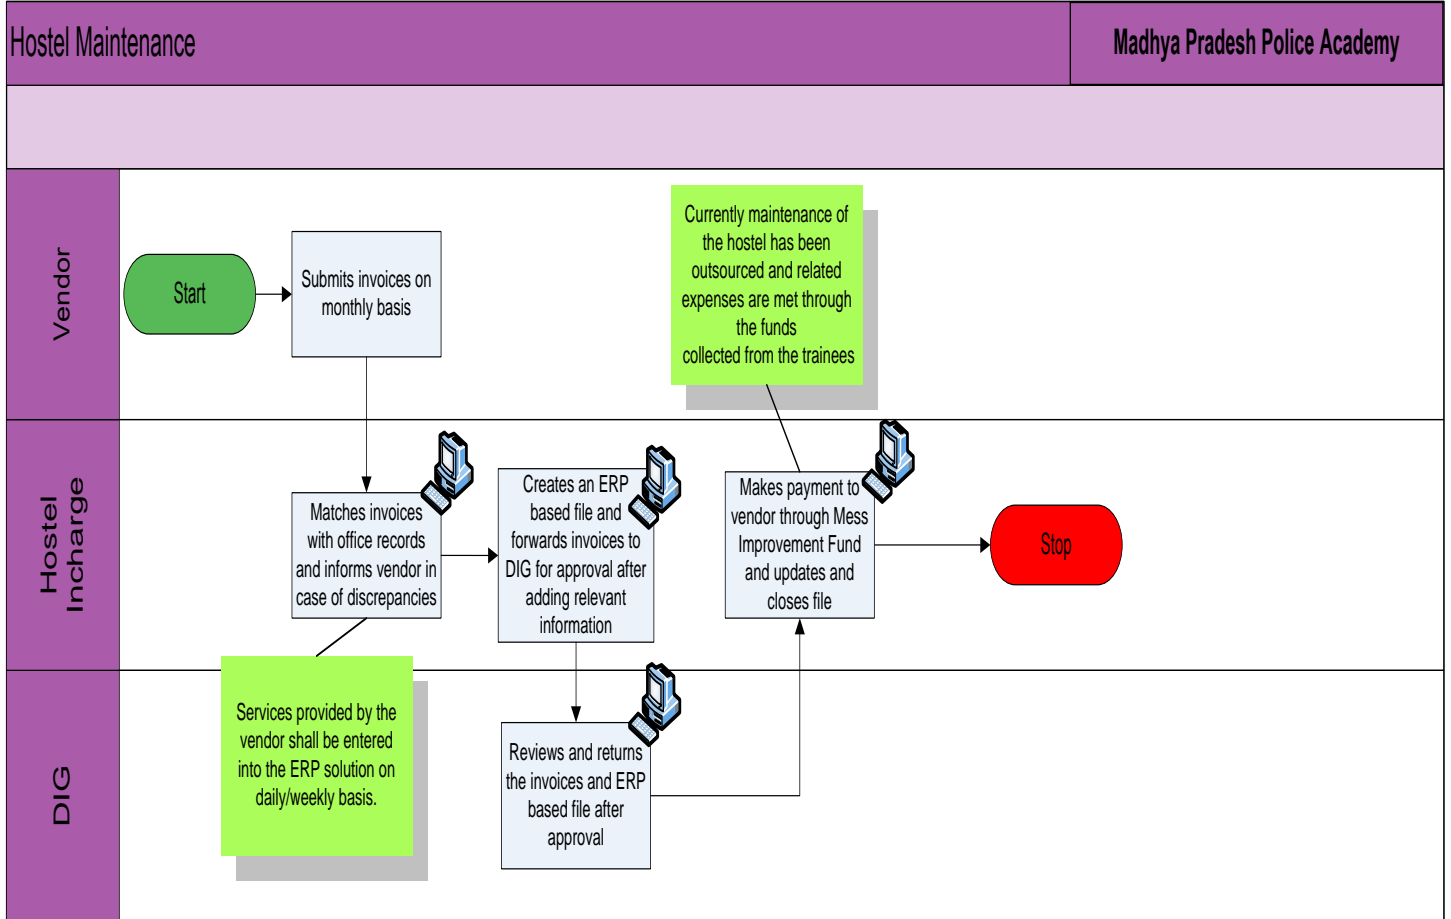 Hostel Maintenance
Madhya Pradesh Police Academy
Vendor
Start
Submits invoices on
monthly basis
Currently maintenance of
the hostel has been
outsourced and related
expenses are met through
the funds
collected from the trainees
Hostel
Incharge
Matches invoices
with office records
and informs vendor in
case of discrepancies
Creates an ERP
based file and
forwards invoices to
DIG for approval after
adding relevant
information
Makes payment to
vendor through Mess
Improvement Fund
and updates and
closes file
Stop
DIG
Services provided by the
vendor shall be entered
into the ERP solution on
daily/weekly basis.
Reviews and returns
the invoices and ERP
based file after
approval